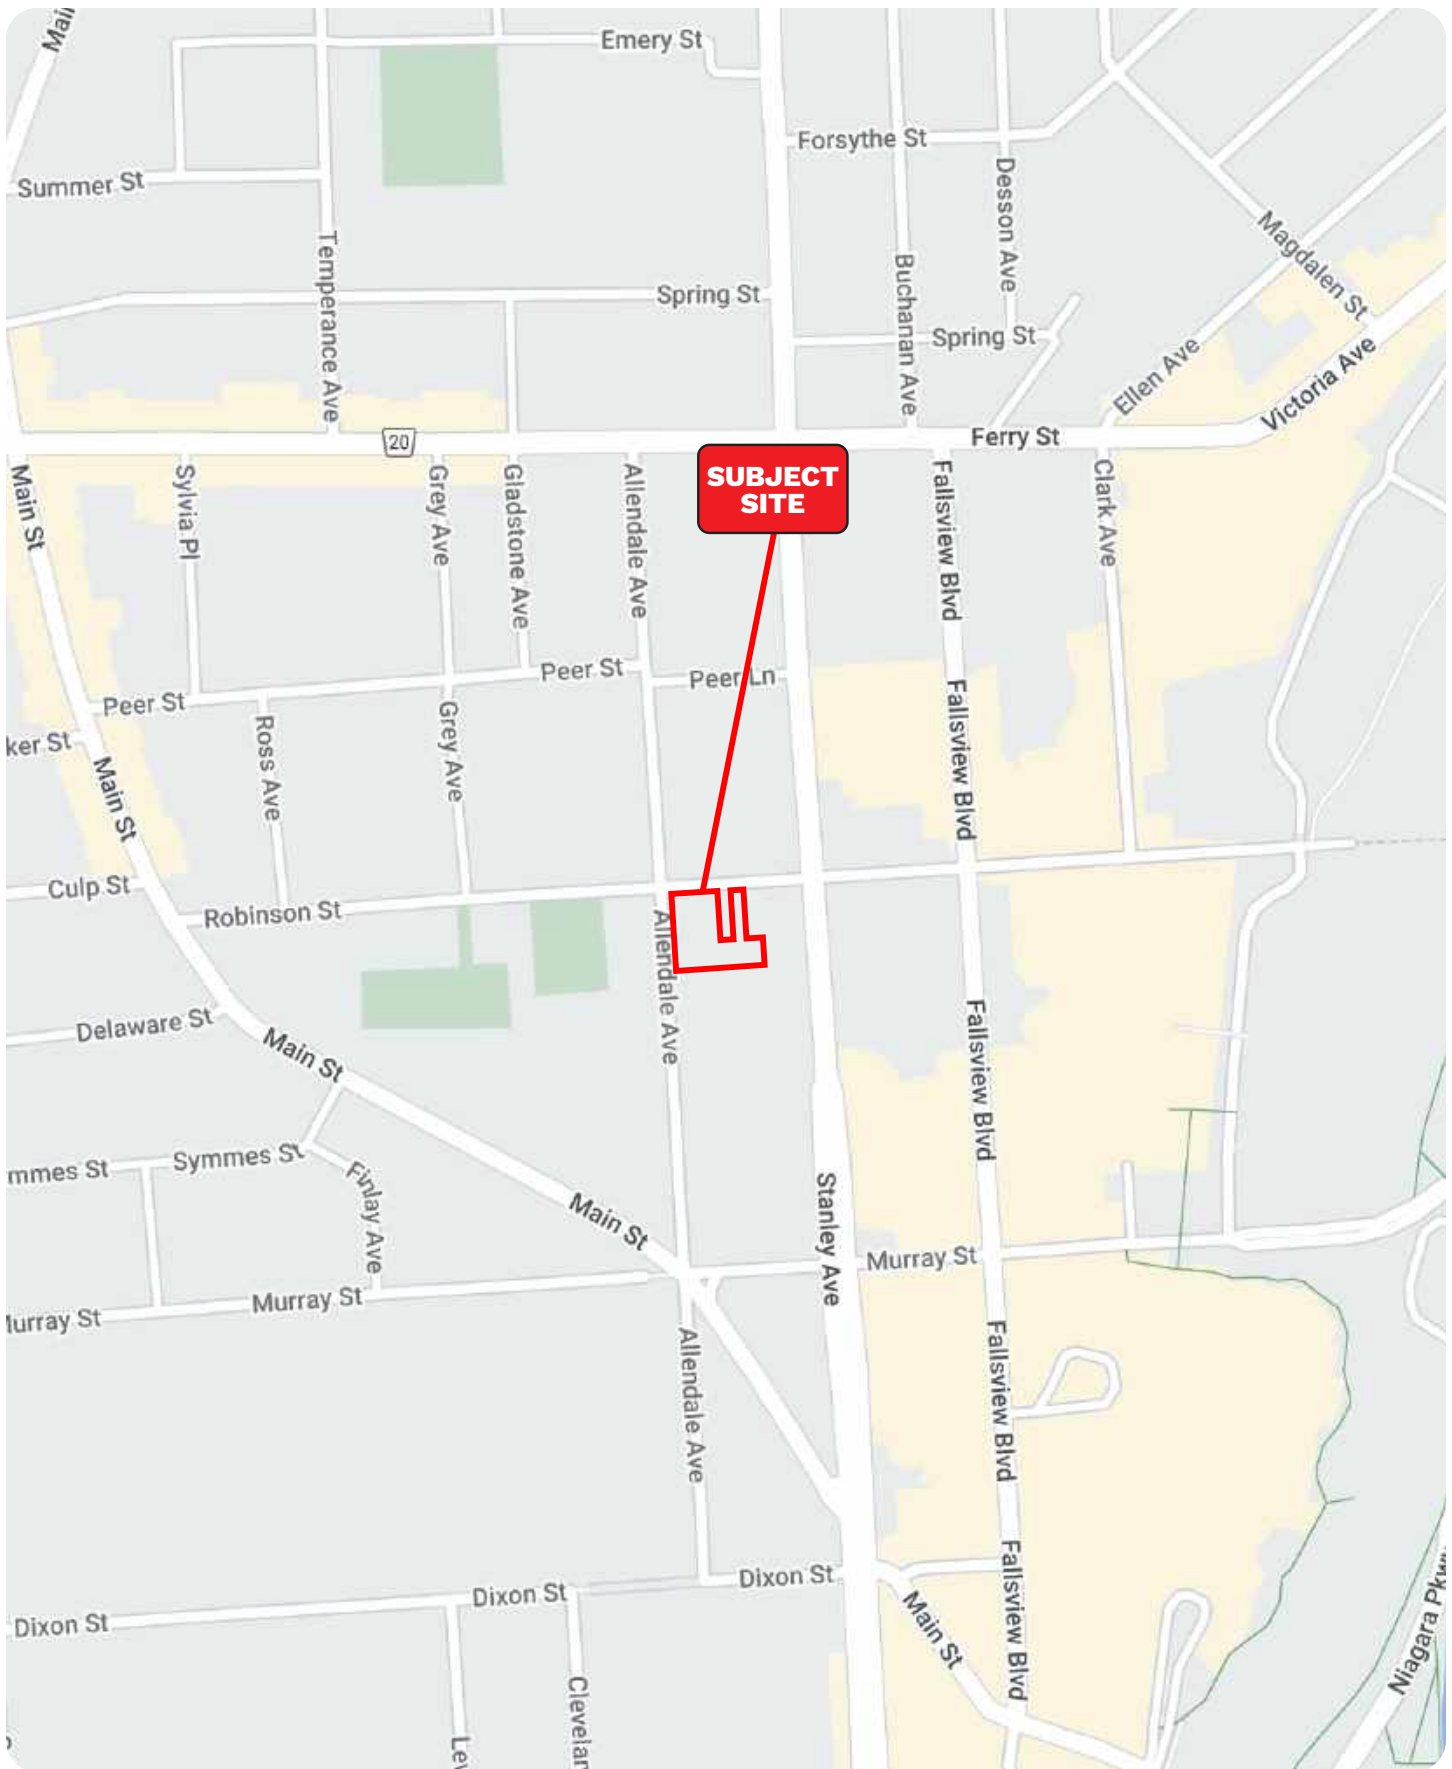 Mai
Emery St
Forsythe St
Summer St
Desson Ave
Magdalen St
Temperance Ave
Buchanan Ave
Spring St
Spring St
Ellen Ave
Victoria Ave
20
Ferry St
SUBJECT
SITE
Main St
Sylvia Pl
Grey Ave
Gladstone Ave
Allendale Ave
Fallsview Blvd
Clark Ave
Peer St
Peer Ln
Peer St
Ross Ave
Grey Ave
Fallsview Blvd
ker St
Main St
Culp St
Robinson St
Allendale Ave
Delaware St
Main St
Fallsview Blvd
mmes St
Symmes St
Finlay Ave
Main St
Stanley Ave
Murray St
Murray St
urray St
Allendale Ave
Fallsview Blvd
Dixon St
Dixon St
Dixon St
Fallsview Blvd
Main St
Niagara Pkwy
Clevelan
Lev